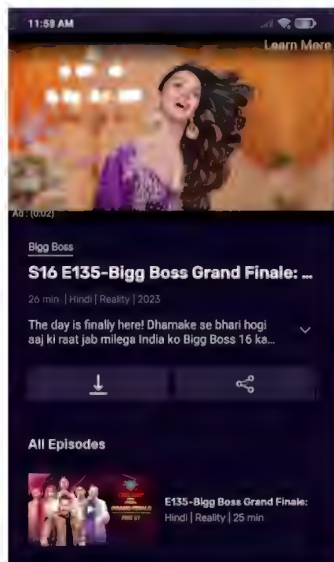 11:58 AM
Learn More
Ad : (0:02)
Bigg Boss
S16 E135-Bigg Boss Grand Finale: ...
26 min | Hindi | Reality | 2023
The day is finally here! Dhamake se bhari hogi
aaj ki raat jab milega India ko Bigg Boss 16 ka...
All Episodes
E135-Bigg Boss Grand Finale:
Hindi | Reality | 25 min